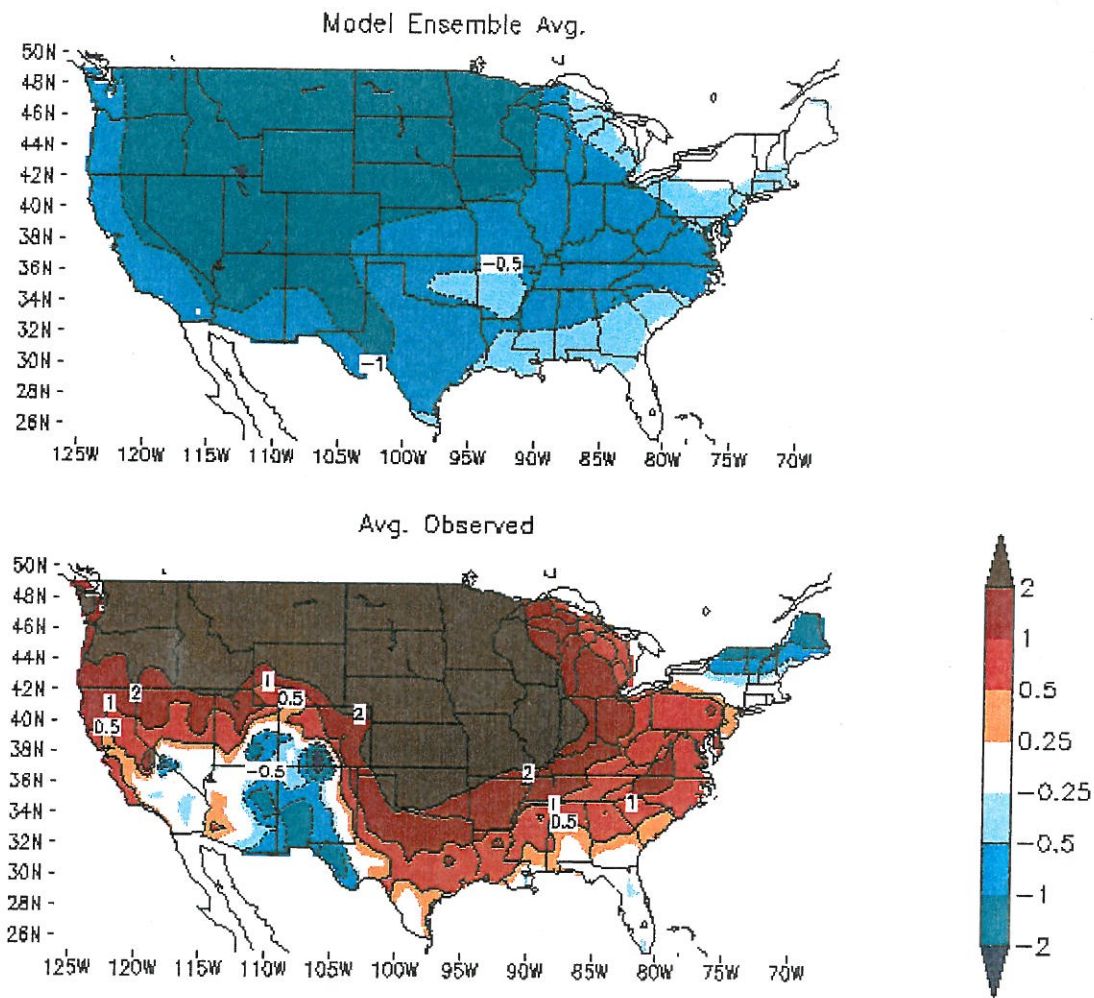 Model Ensemble Avg.
50N
48N
46N
44N
42N
40N
38N
36N
34N
32N
30N
28N
26N
-0.5
-1
125W 120W 115W 110W 105W 100W 95W 90W 85W 80W 75W 70W
Avg. Observed
50N
48N
46N
44N
42N
40N
38N
36N
34N
32N
30N
28N
26N
2
1
0.5
1
0.5
2
-0.5
2
1
0.5
1
125W 120W 115W 110W 105W 100W 95W 90W 85W 80W 75W 70W
2
1
0.5
0.25
-0.25
-0.5
-1
-2